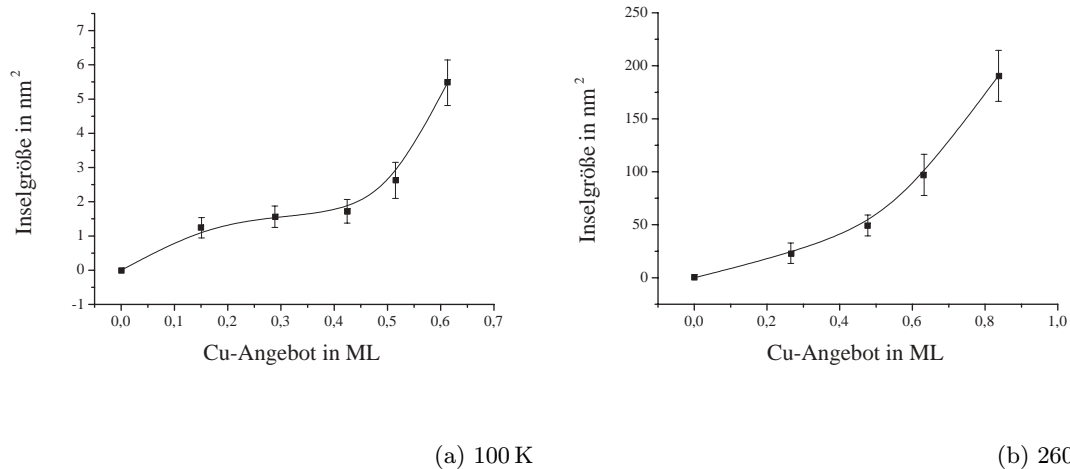 7
6
5
4
3
2
1
0
-1
Inselgröße in nm²
0,0 0,1 0,2 0,3 0,4 0,5 0,6 0,7
Cu-Angebot in ML
(a) 100 K
250
200
150
100
50
0
Inselgröße in nm²
0,0 0,2 0,4 0,6 0,8 1,0
Cu-Angebot in ML
(b) 260